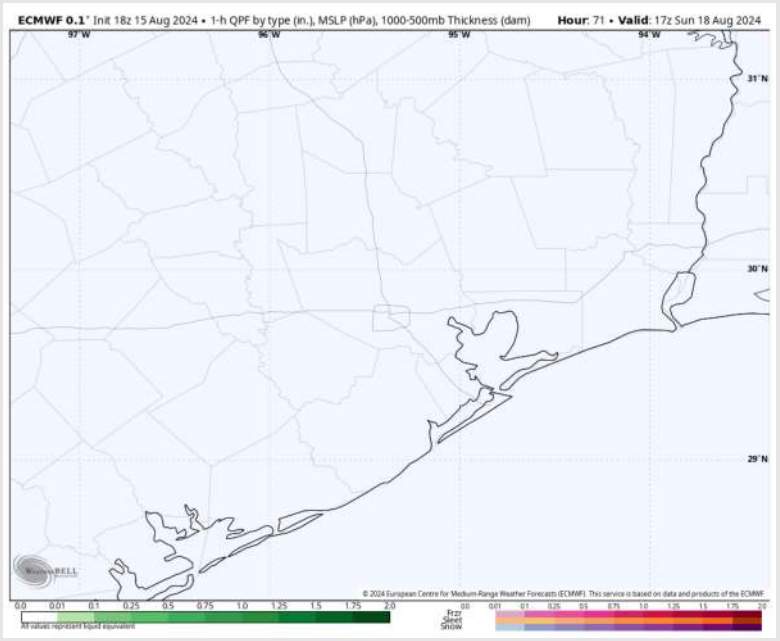 ECMWF 0.1° Init 18z 15 Aug 2024 • 1-h QPF by type (in.), MSLP (hPa), 1000-500mb Thickness (dam) Hour: 71 • Valid: 17z Sun 18 Aug 2024
97°W 96°W 95°W 94°W
31°N
30°N
29°N
WeatherBELL
© 2024 European Centre for Medium-Range Weather Forecasts (ECMWF). This service is based on data and products of the ECMWF
0.0 0.01 0.1 0.25 0.5 0.75 1.0 1.25 1.5 1.75 2.0 0.0 0.01 0.1 0.25 0.5 0.75 1.0 1.25 1.5 1.75 2.0
Frzr
Sleet
Snow
All values represent liquid equivalent